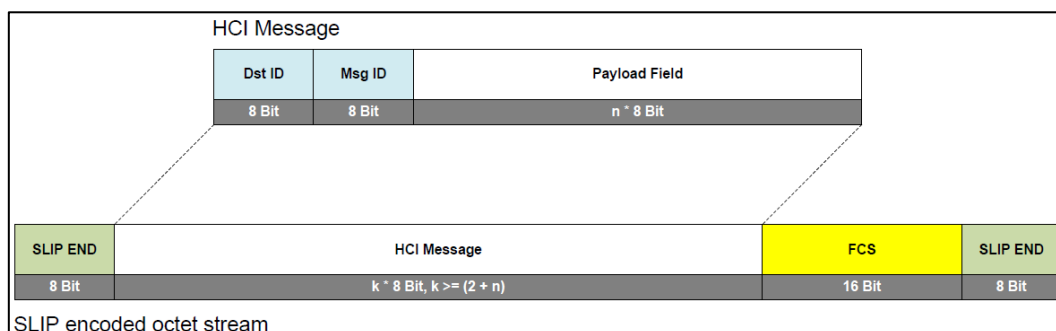 HCI Message
Dst ID Msg ID Payload Field
8 Bit 8 Bit n * 8 Bit
SLIP END HCI Message FCS SLIP END
8 Bit k * 8 Bit, k >= (2 + n) 16 Bit 8 Bit
SLIP encoded octet stream